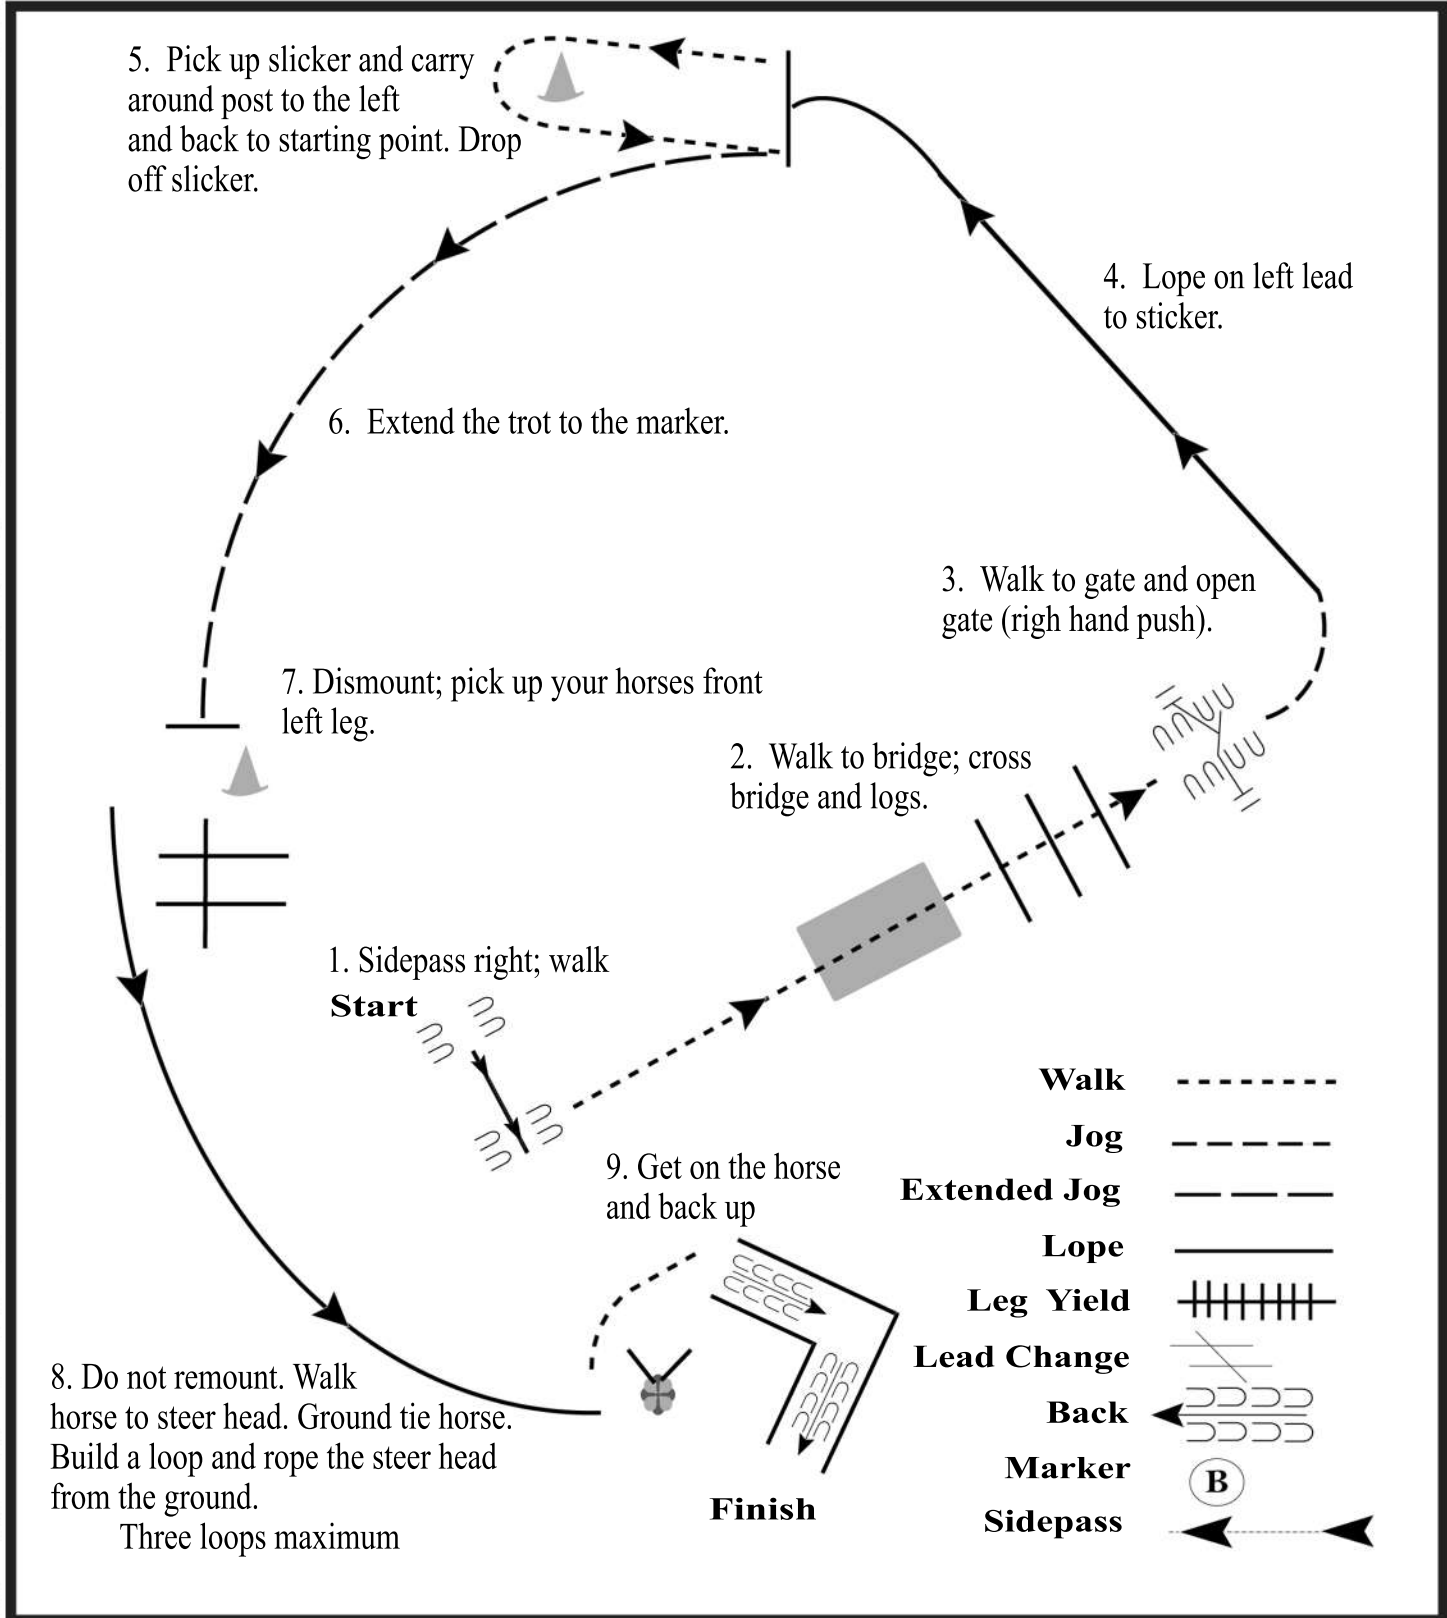 5. Pick up slicker and carry
around post to the left
and back to starting point. Drop
off slicker.
4. Lope on left lead
to sticker.
6. Extend the trot to the marker.
3. Walk to gate and open
gate (righ hand push).
7. Dismount; pick up your horses front
left leg.
2. Walk to bridge; cross
bridge and logs.
1. Sidepass right; walk
Start
9. Get on the horse
and back up
8. Do not remount. Walk
horse to steer head. Ground tie horse.
Build a loop and rope the steer head
from the ground.
Three loops maximum
Finish
Walk
Jog
Extended Jog
Lope
Leg Yield
Lead Change
Back
Marker B
Sidepass